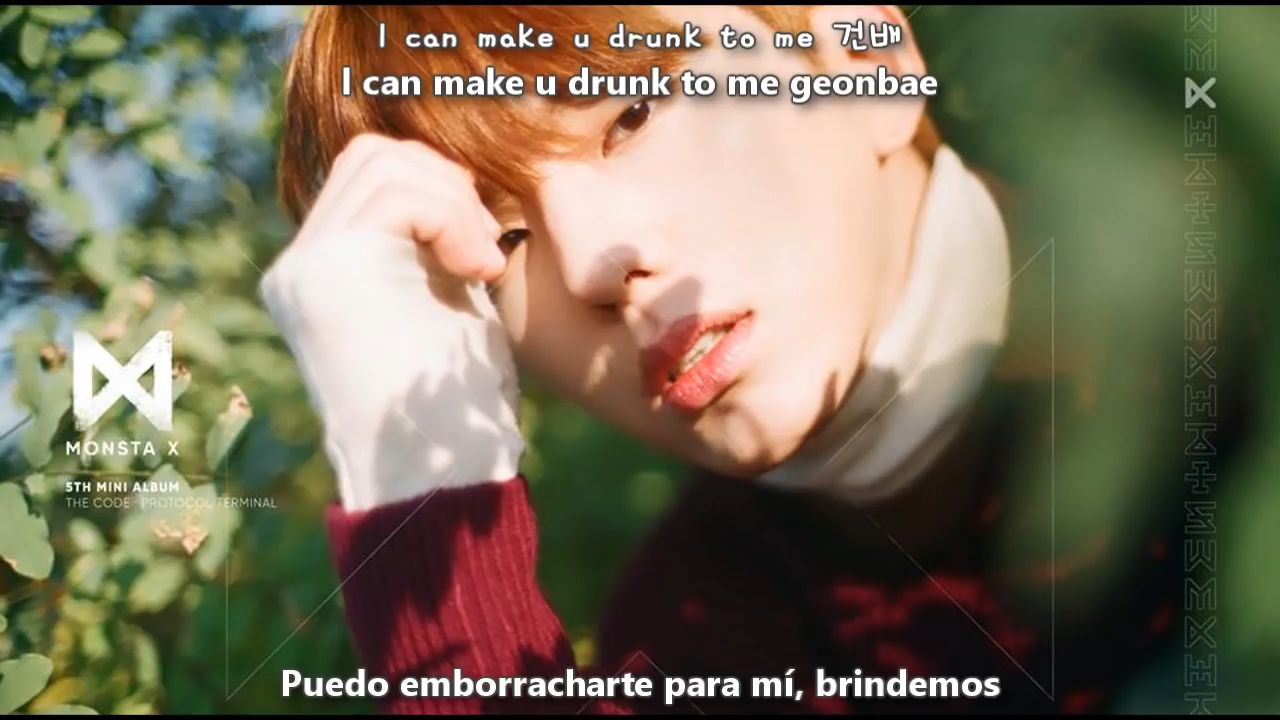 I can make u drunk to me 건배
I can make u drunk to me geonbae
MONSTA X
5TH MINI ALBUM
THE CODE - PROTOCOL TERMINAL
Puedo emborracharte para mí, brindemos